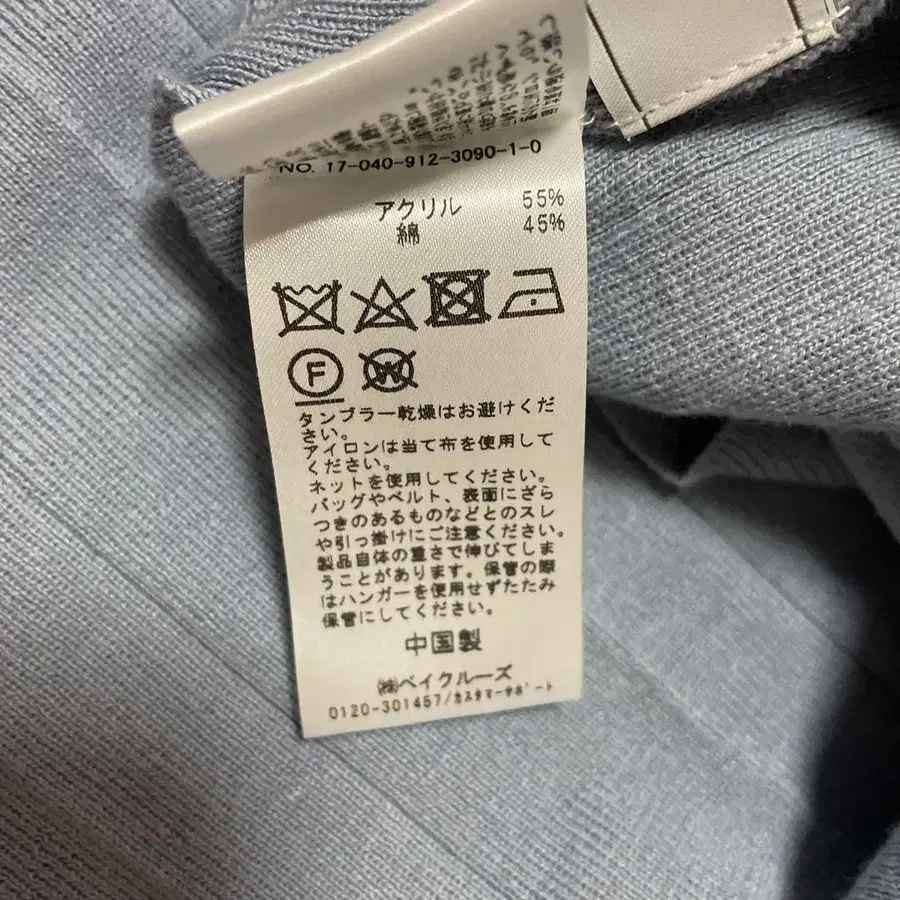 NO. 17-040-912-3090-1-0
アクリル 55%
綿 45%
F W
タンブラー乾燥はお避けくだ
さい。
アイロンは当て布を使用して
ください。
ネットを使用してください。
バッグやベルト、表面にざら
つきのあるものなどとのスレ
や引っ掛けにご注意ください。
製品自体の重さで伸びてしま
うことがあります。保管の際
はハンガーを使用せずたたみ
保管にしてください。
中国製
㈱ベイクルーズ
0120-301457/カスタマーサポート